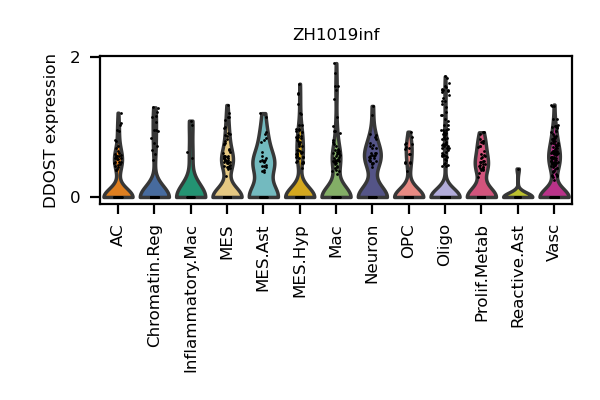 ZH1019inf
DDOST expression
2
0
AC
Chromatin.Reg
Inflammatory.Mac
MES
MES.Ast
MES.Hyp
Mac
Neuron
OPC
Oligo
Prolif.Metab
Reactive.Ast
Vasc